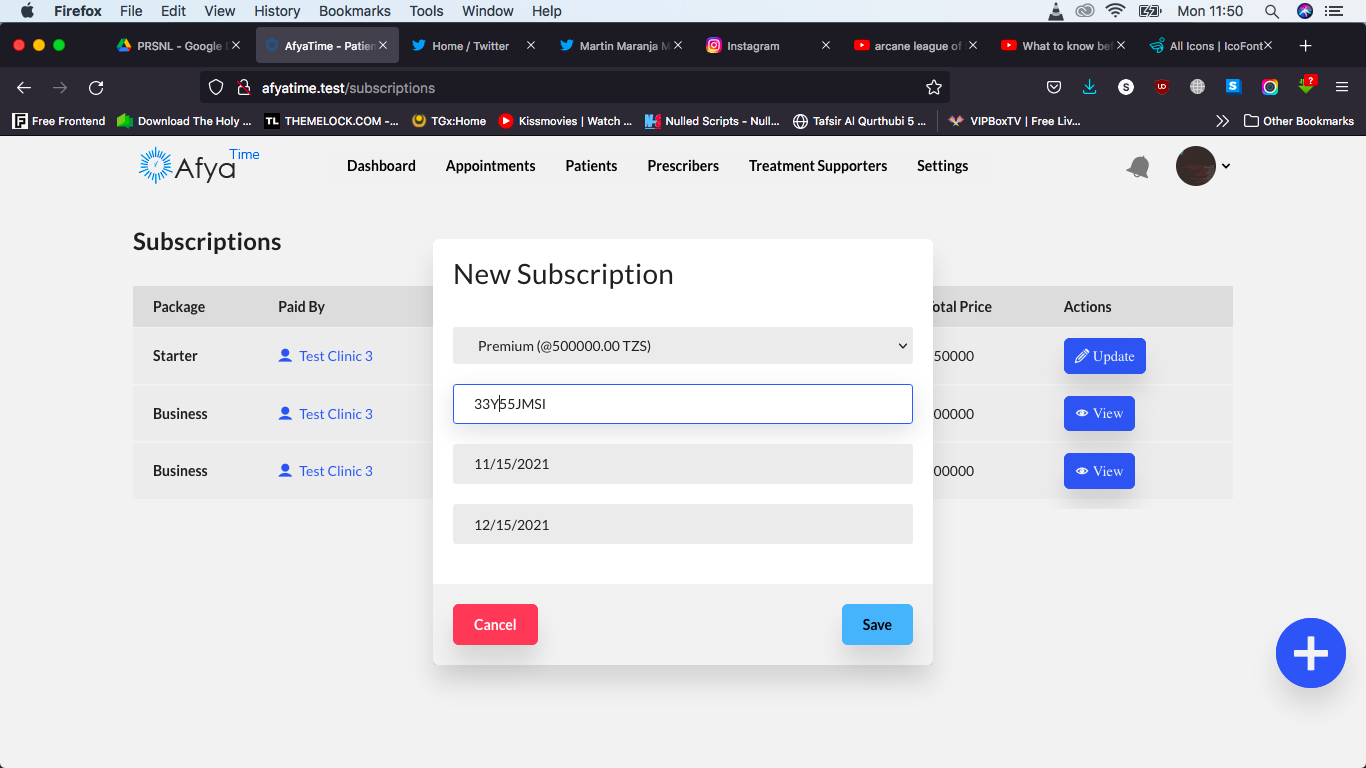 Firefox File Edit View History Bookmarks Tools Window Help Mon 11:50
PRSNL - Google AfyaTime - Patien Home / Twitter Martin Maranja M Instagram arcane league of What to know bef All Icons | IcoFont
afyatime.test/subscriptions S UD S ?
Free Frontend Download The Holy ... TL THEMELOCK.COM -... TGx:Home Kissmovies | Watch ... Nulled Scripts - Null... Tafsir Al Qurthubi 5 ... VIPBoxTV | Free Liv... Other Bookmarks
Afya Time Dashboard Appointments Patients Prescribers Treatment Supporters Settings
Subscriptions
New Subscription
Package Paid By otal Price Actions
Premium (@500000.00 TZS)
Starter Test Clinic 3 50000 Update
33Y55JMSI
Business Test Clinic 3 00000 View
11/15/2021
Business Test Clinic 3 00000 View
12/15/2021
Cancel Save